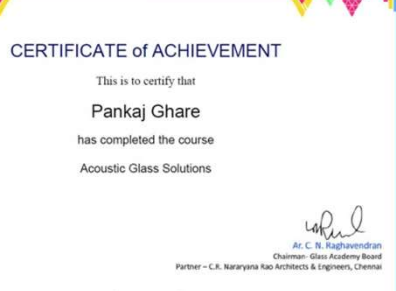 CERTIFICATE of ACHIEVEMENT
This is to certify that
Pankaj Ghare
has completed the course
Acoustic Glass Solutions
Ar. C. N. Raghavendran
Chairman- Glass Academy Board
Partner – C.R. Nararyana Rao Architects & Engineers, Chennai